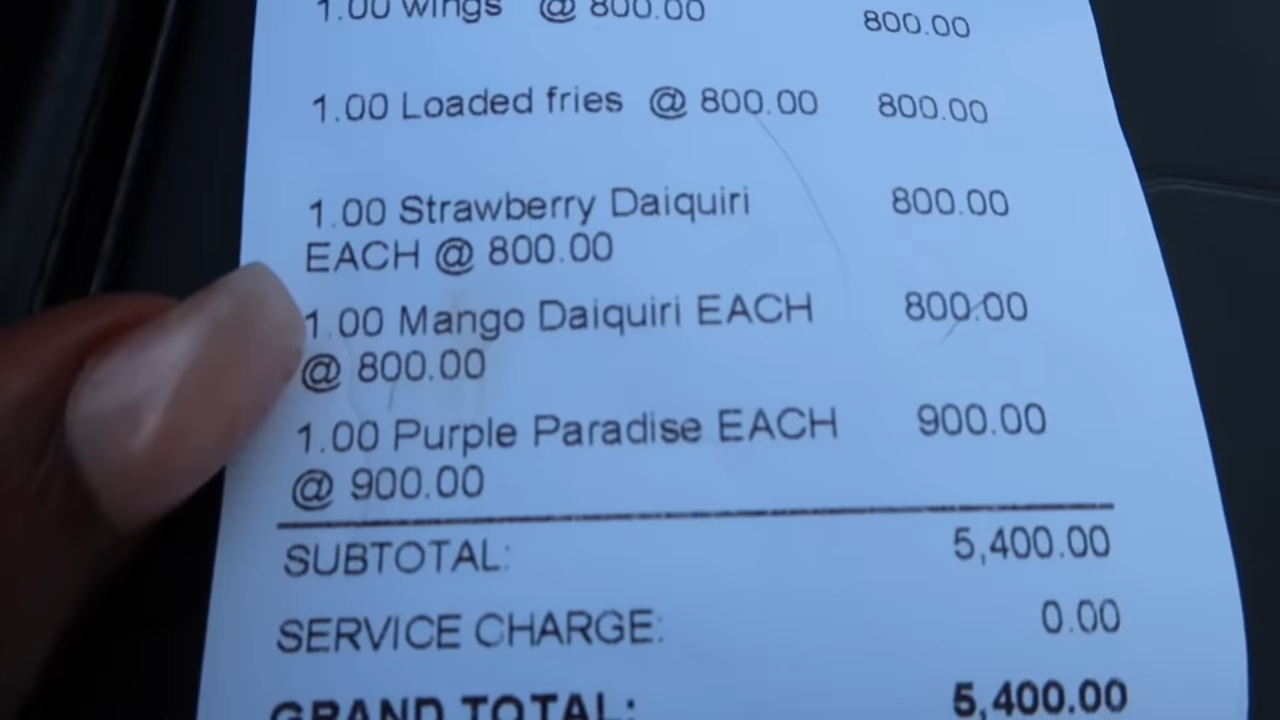 1.00 wings @ 800.00 800.00
1.00 Loaded fries @ 800.00 800.00
1.00 Strawberry Daiquiri 800.00
EACH @ 800.00
1.00 Mango Daiquiri EACH 800.00
@ 800.00
1.00 Purple Paradise EACH 900.00
@ 900.00
SUBTOTAL: 5,400.00
SERVICE CHARGE: 0.00
GRAND TOTAL: 5,400.00